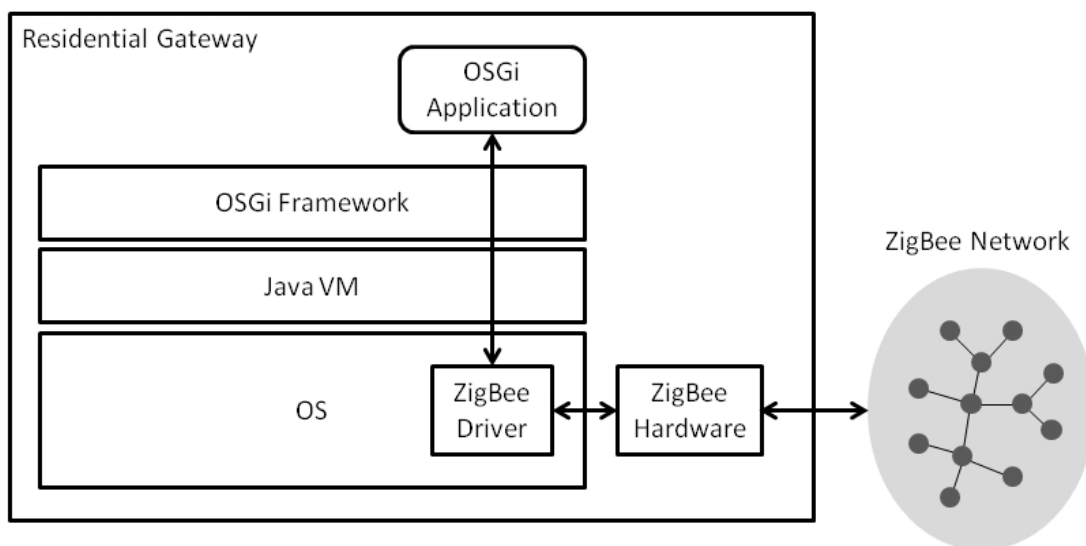 Residential Gateway
OSGi
Application
OSGi Framework
Java VM
OS
ZigBee
Driver
ZigBee
Hardware
ZigBee Network